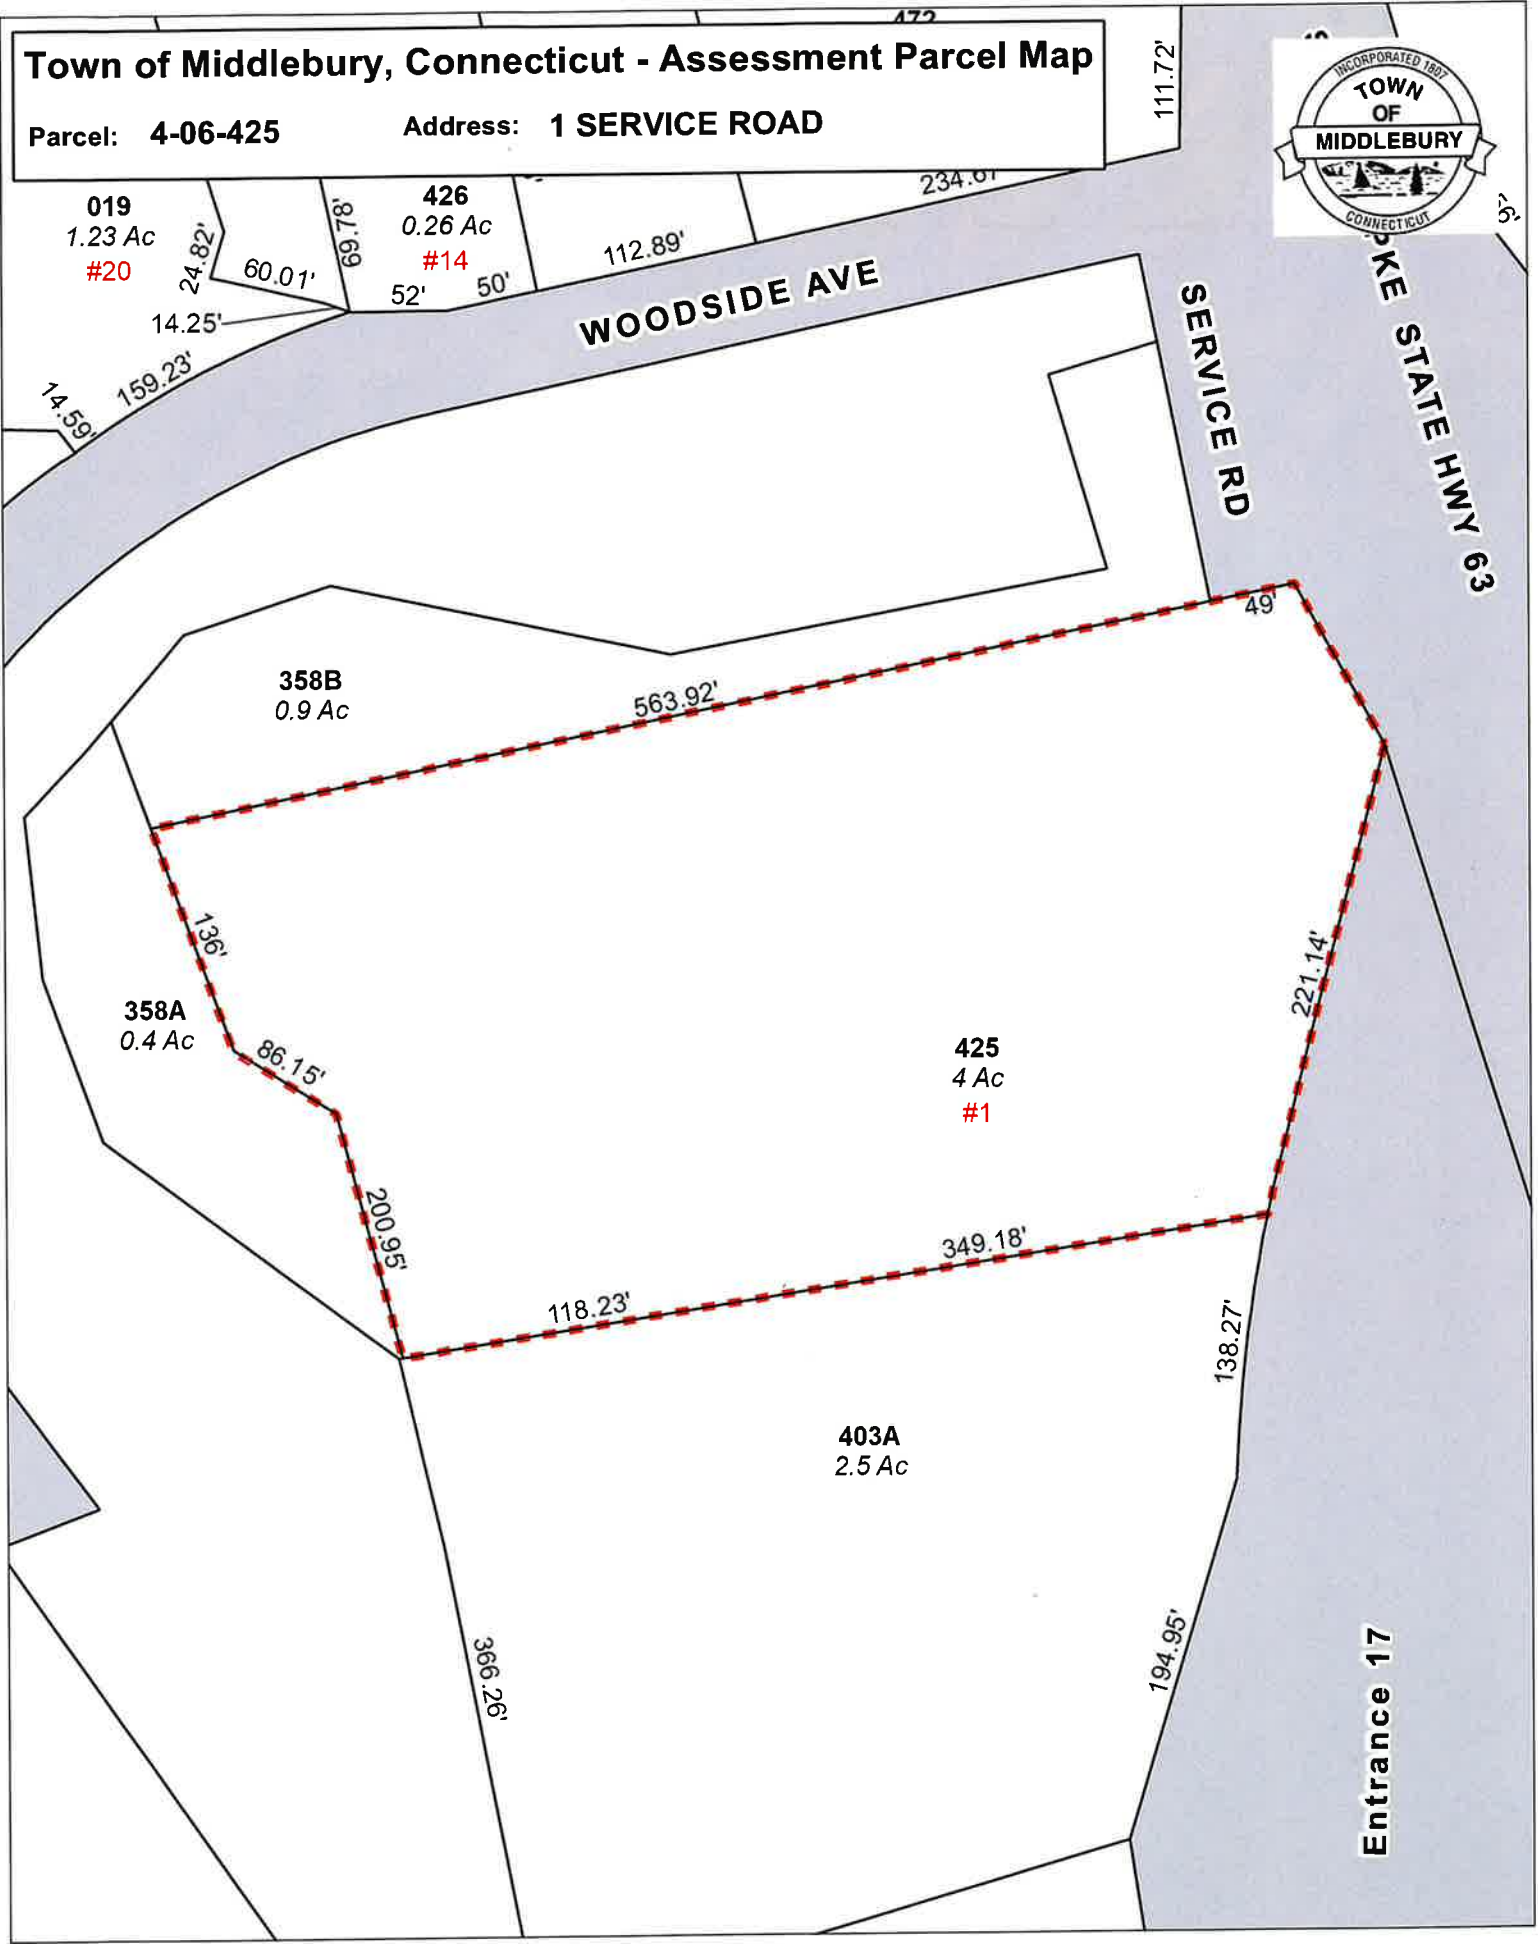 Town of Middlebury, Connecticut - Assessment Parcel Map
Parcel: 4-06-425 Address: 1 SERVICE ROAD
INCORPORATED 1807
TOWN
OF
MIDDLEBURY
CONNECTICUT
111.72'
019
1.23 Ac
#20
24.82'
60.01'
69.78'
426
0.26 Ac
#14
52'
50'
112.89'
14.25'
159.23'
14.59'
WOODSIDE AVE
SERVICE RD
STATE HWY 63
49'
358B
0.9 Ac
563.92'
136'
358A
0.4 Ac
86.15'
200.95'
425
4 Ac
#1
221.14'
349.18'
118.23'
138.27'
403A
2.5 Ac
366.26'
194.95'
Entrance 17